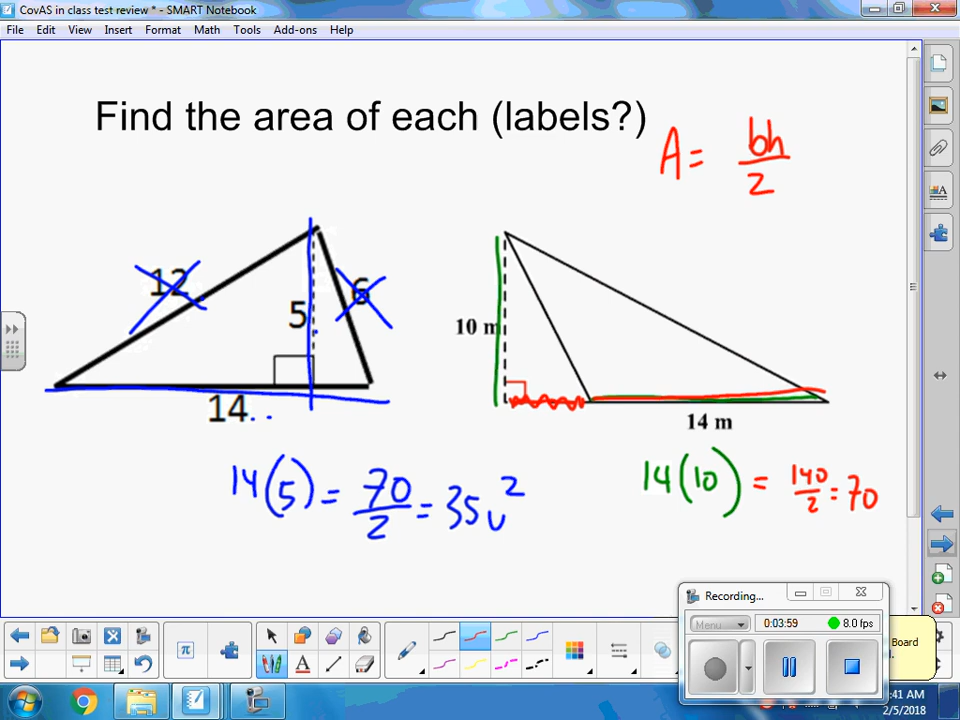 CovAS in class test review * - SMART Notebook
File Edit View Insert Format Math Tools Add-ons Help
Find the area of each (labels?)
A = bh/2
12
6
5
14
10 m
14 m
14(5) = 70/2 = 35u²
14(10) = 140/2 = 70
Recording...
Menu
0:03:59
8.0 fps
Board
:41 AM
2/5/2018